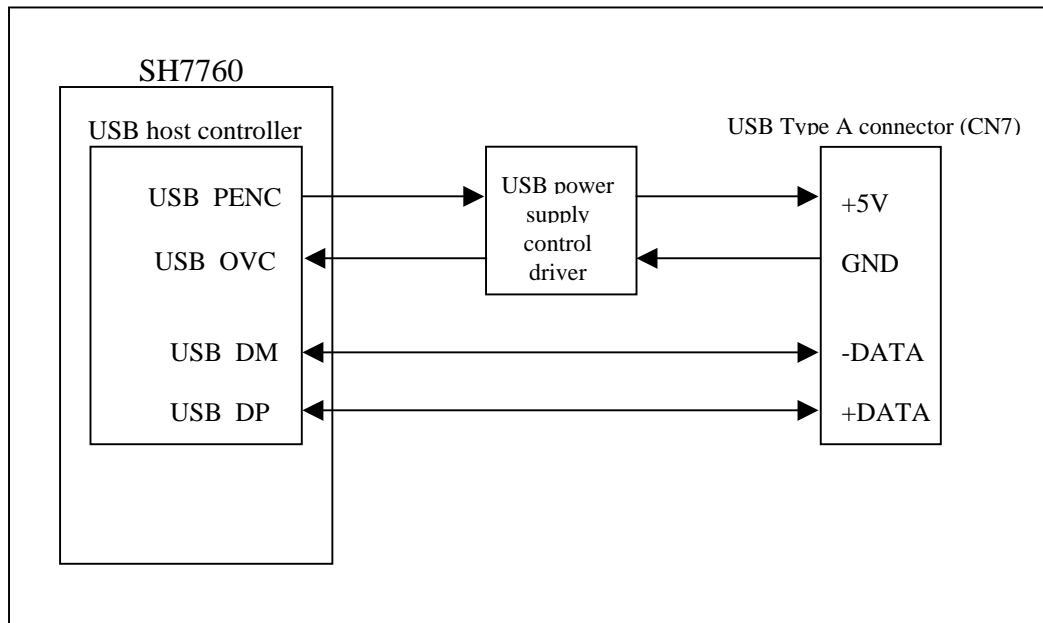 SH7760
USB host controller
USB PENC
USB OVC
USB DM
USB DP
USB power
supply
control
driver
USB Type A connector (CN7)
+5V
GND
-DATA
+DATA